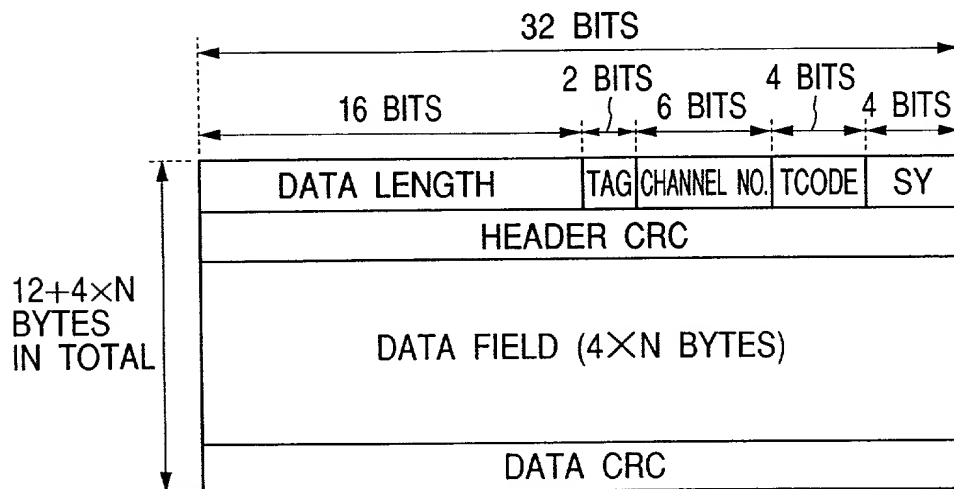 32 BITS
2 BITS 4 BITS
16 BITS 6 BITS 4 BITS
DATA LENGTH TAG CHANNEL NO. TCODE SY
HEADER CRC
12+4×N
BYTES
IN TOTAL
DATA FIELD (4×N BYTES)
DATA CRC